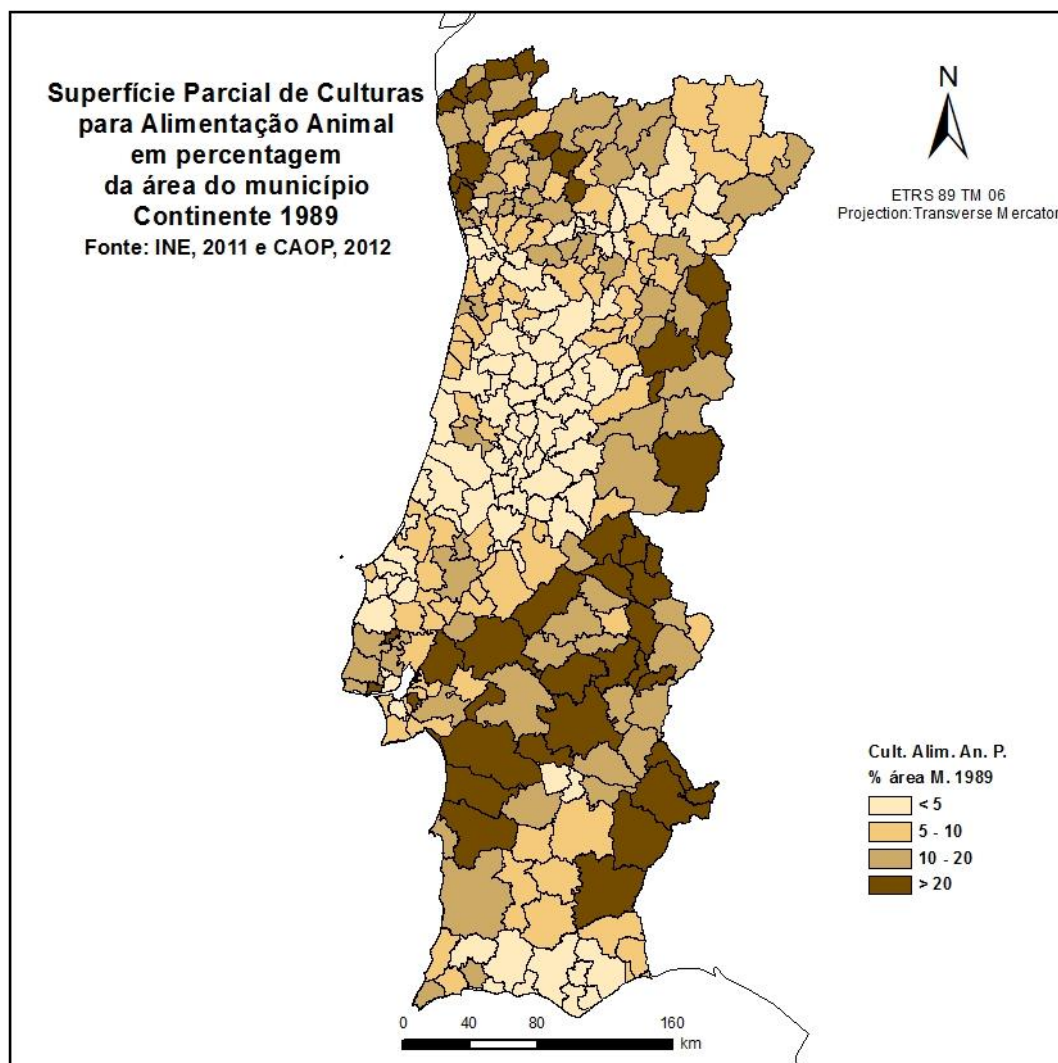 Superfície Parcial de Culturas
para Alimentação Animal
em percentagem
da área do município
Continente 1989
Fonte: INE, 2011 e CAOP, 2012
N
ETRS 89 TM 06
Projection: Transverse Mercator
Cult. Alim. An. P.
% área M. 1989
< 5
5 - 10
10 - 20
> 20
0 40 80 160
km